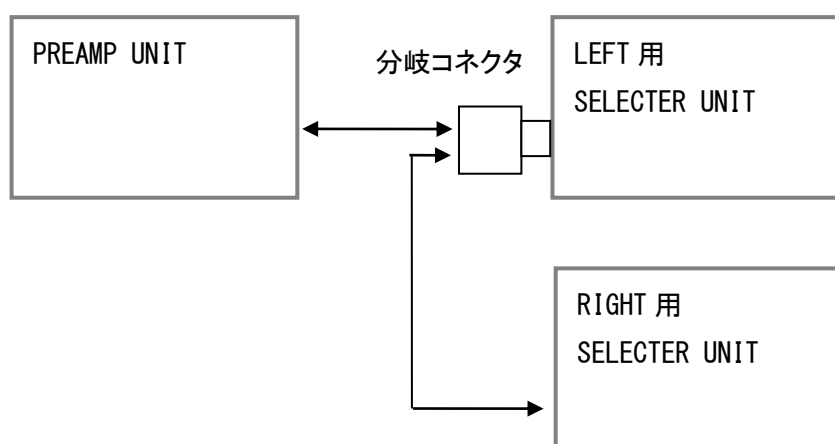 PREAMP UNIT
分岐コネクタ
LEFT 用
SELECTER UNIT
RIGHT 用
SELECTER UNIT